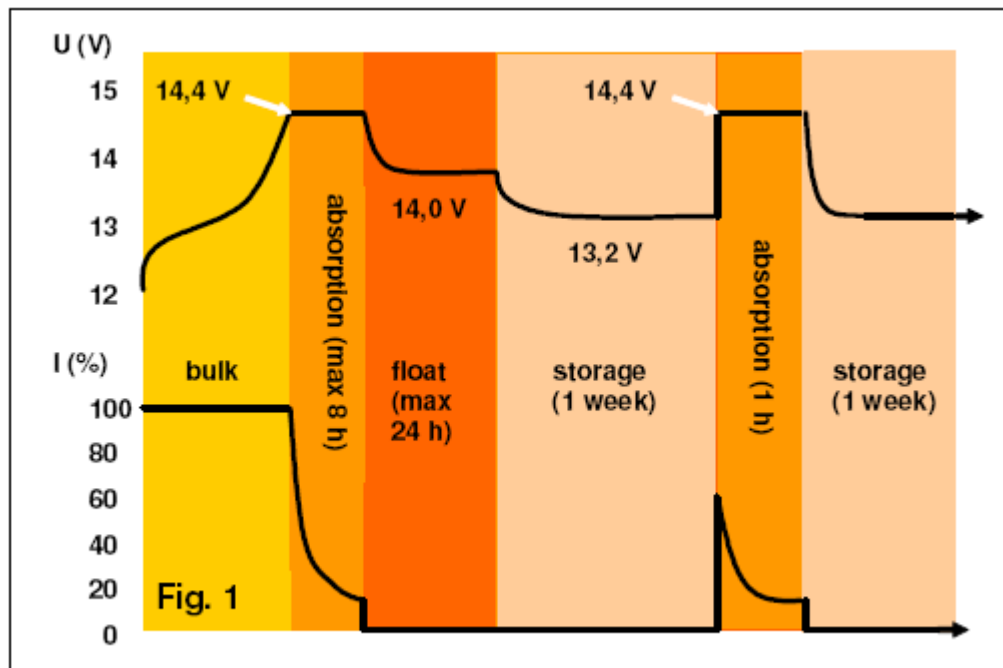 U (V)
15
14
13
12
14,4 V
14,0 V
13,2 V
14,4 V
I (%)
100
80
60
40
20
0
bulk
absorption (max 8 h)
float
(max
24 h)
storage
(1 week)
absorption (1 h)
storage
(1 week)
Fig. 1